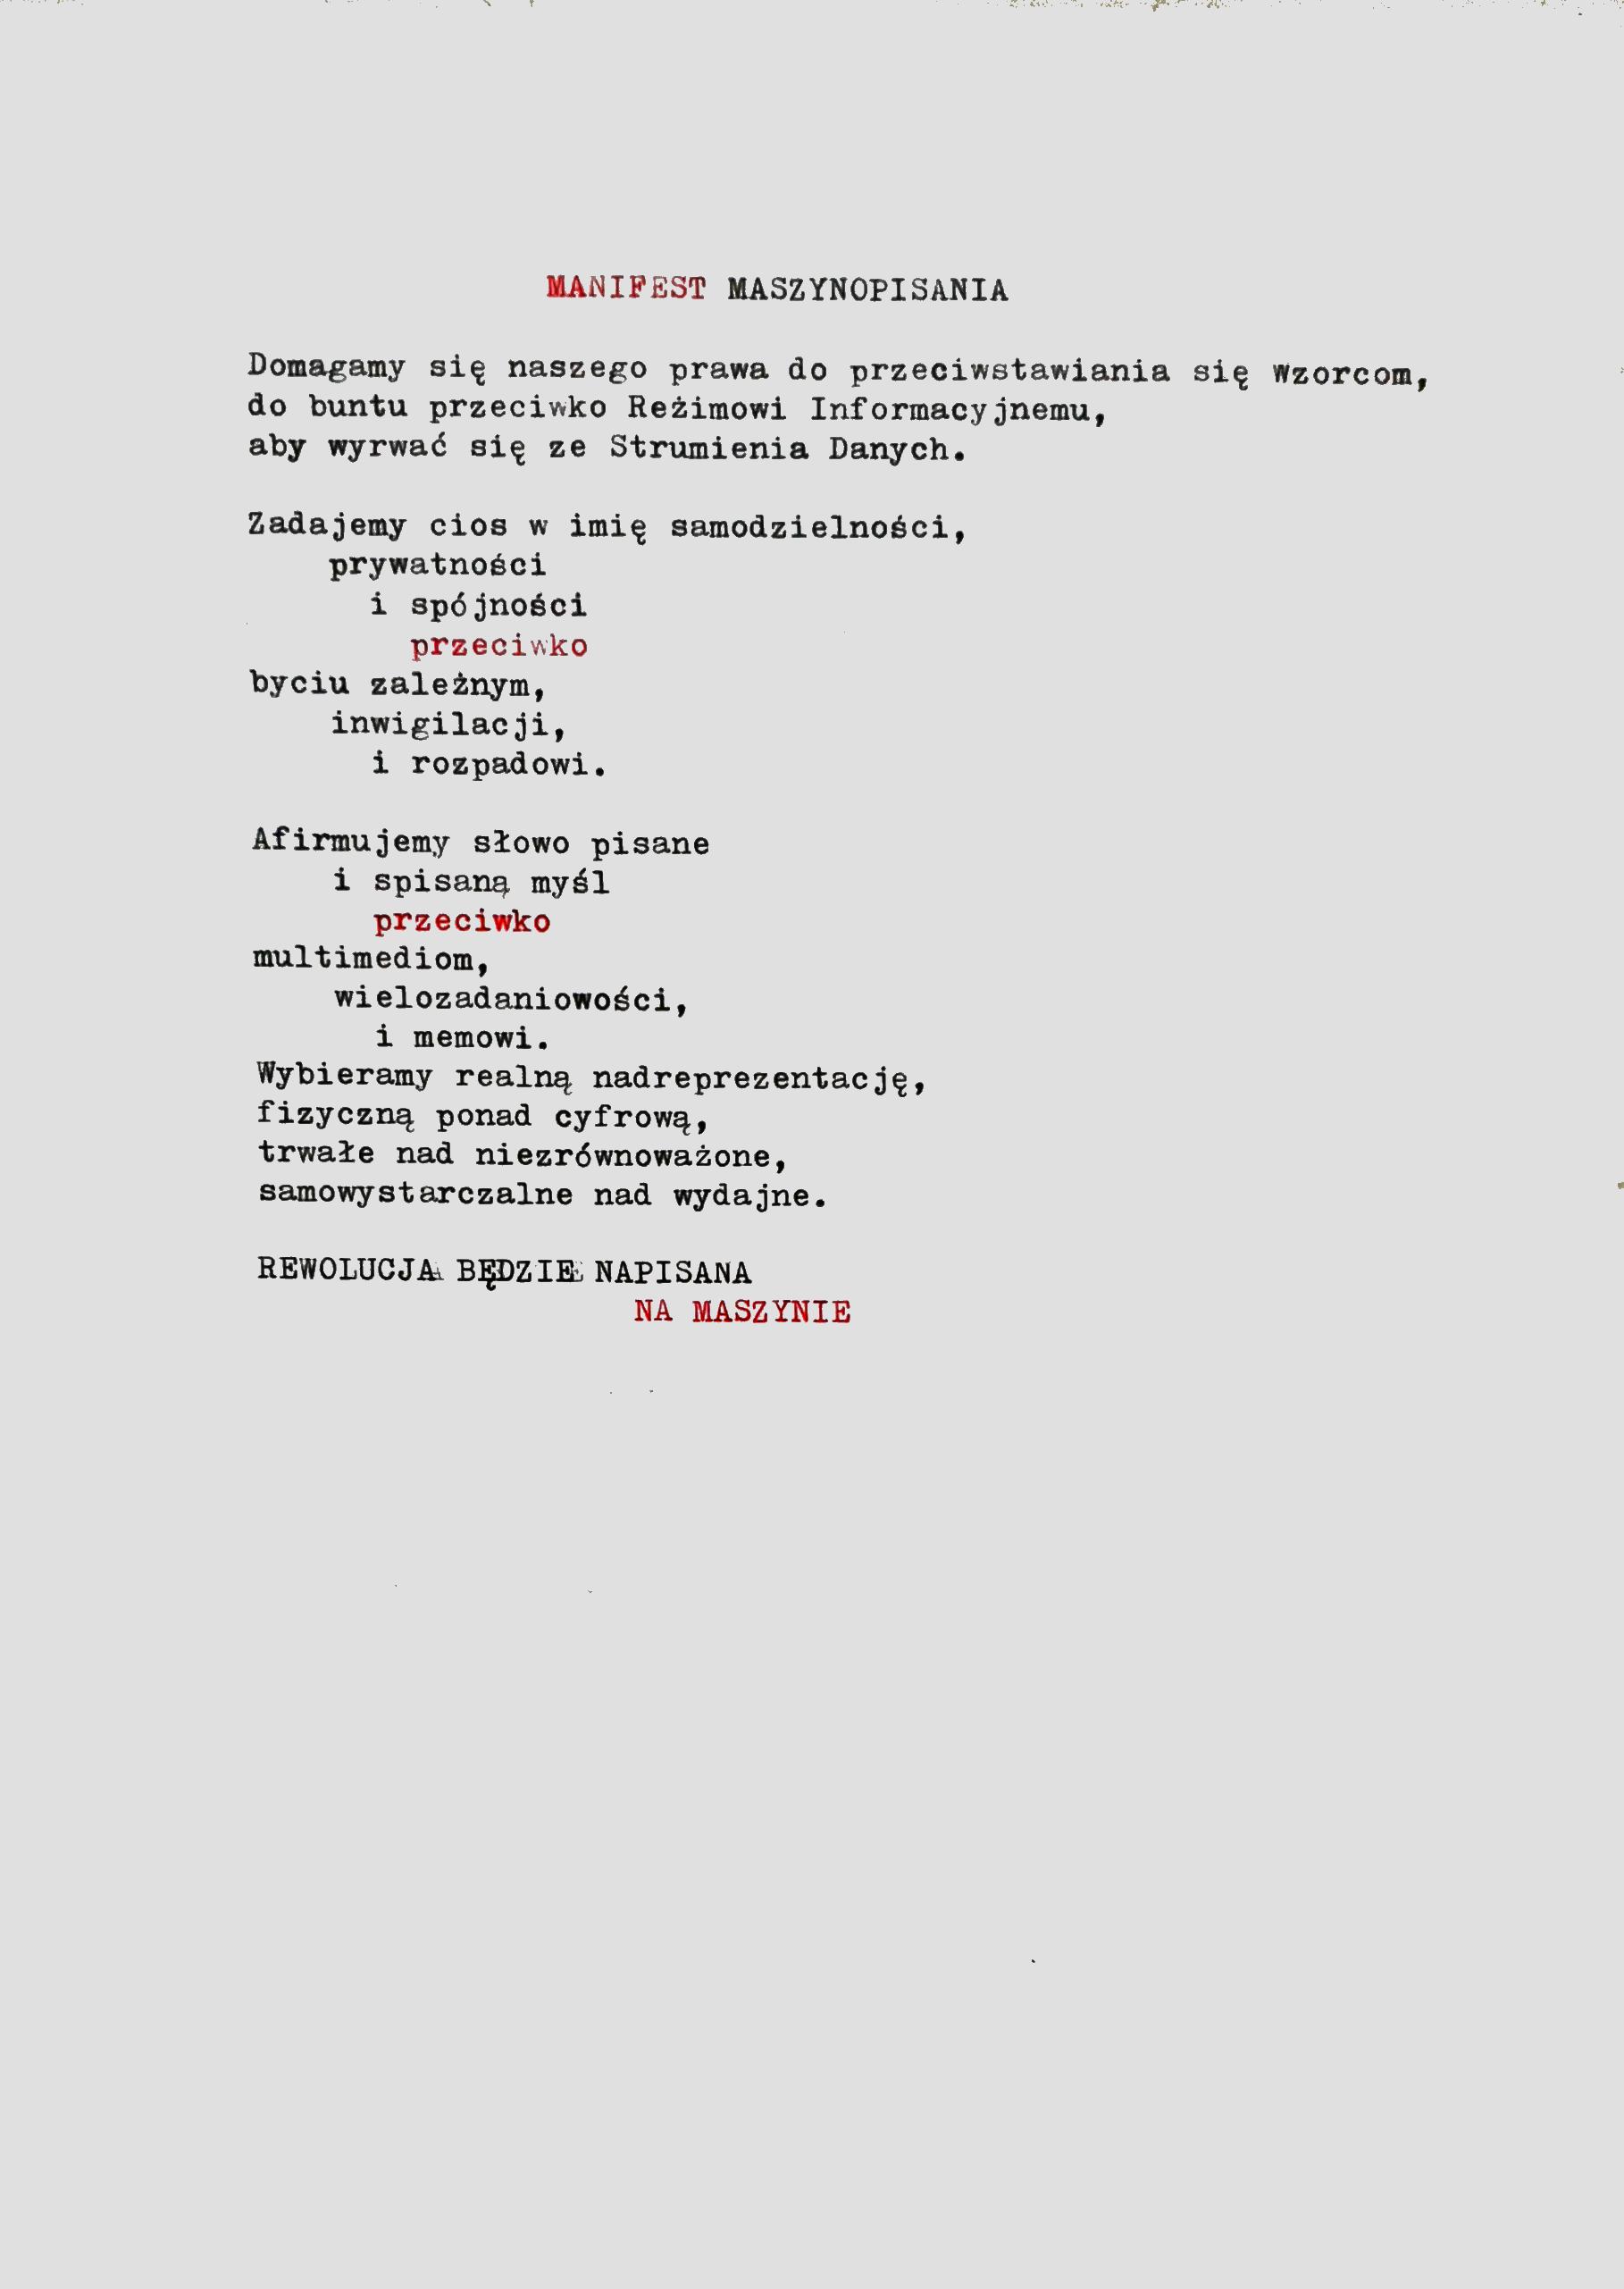 MANIFEST MASZYNOPISANIA
Domagamy się naszego prawa do przeciwstawiania się wzorcom,
do buntu przeciwko Reżimowi Informacyjnemu,
aby wyrwać się ze Strumienia Danych.
Zadajemy cios w imię samodzielności,
prywatności
i spójności
przeciwko
byciu zależnym,
inwigilacji,
i rozpadowi.
Afirmujemy słowo pisane
i spisaną myśl
przeciwko
multimediom,
wielozadaniowości,
i memowi.
Wybieramy realną nadreprezentację,
fizyczną ponad cyfrową,
trwałe nad niezrównoważone,
samowystarczalne nad wydajne.
REWOLUCJA BĘDZIE NAPISANA
NA MASZYNIE